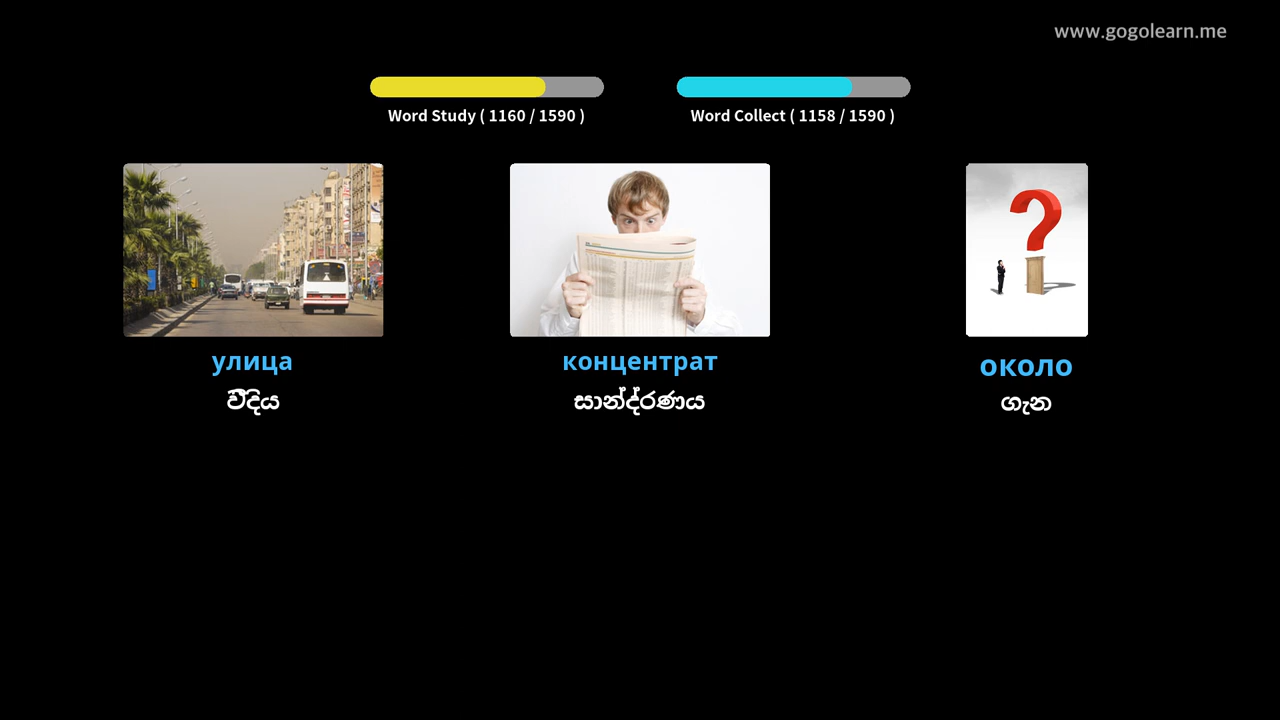 www.gogolearn.me
Word Study ( 1160 / 1590 )
Word Collect ( 1158 / 1590 )
улица
වීදිය
концентрат
සාන්ද්රණය
около
ගැන